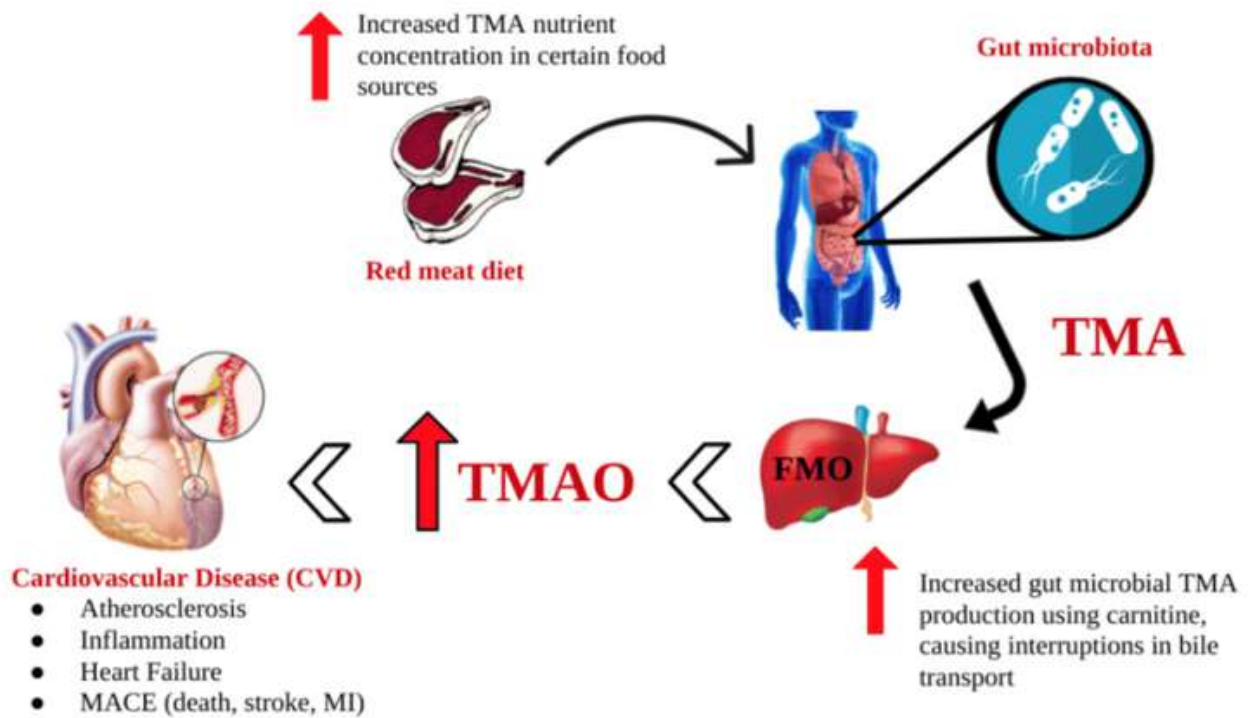 Increased TMA nutrient
concentration in certain food
sources
Gut microbiota
Red meat diet
TMA
FMO
TMAO
Increased gut microbial TMA
production using carnitine,
causing interruptions in bile
transport
Cardiovascular Disease (CVD)
● Atherosclerosis
● Inflammation
● Heart Failure
● MACE (death, stroke, MI)